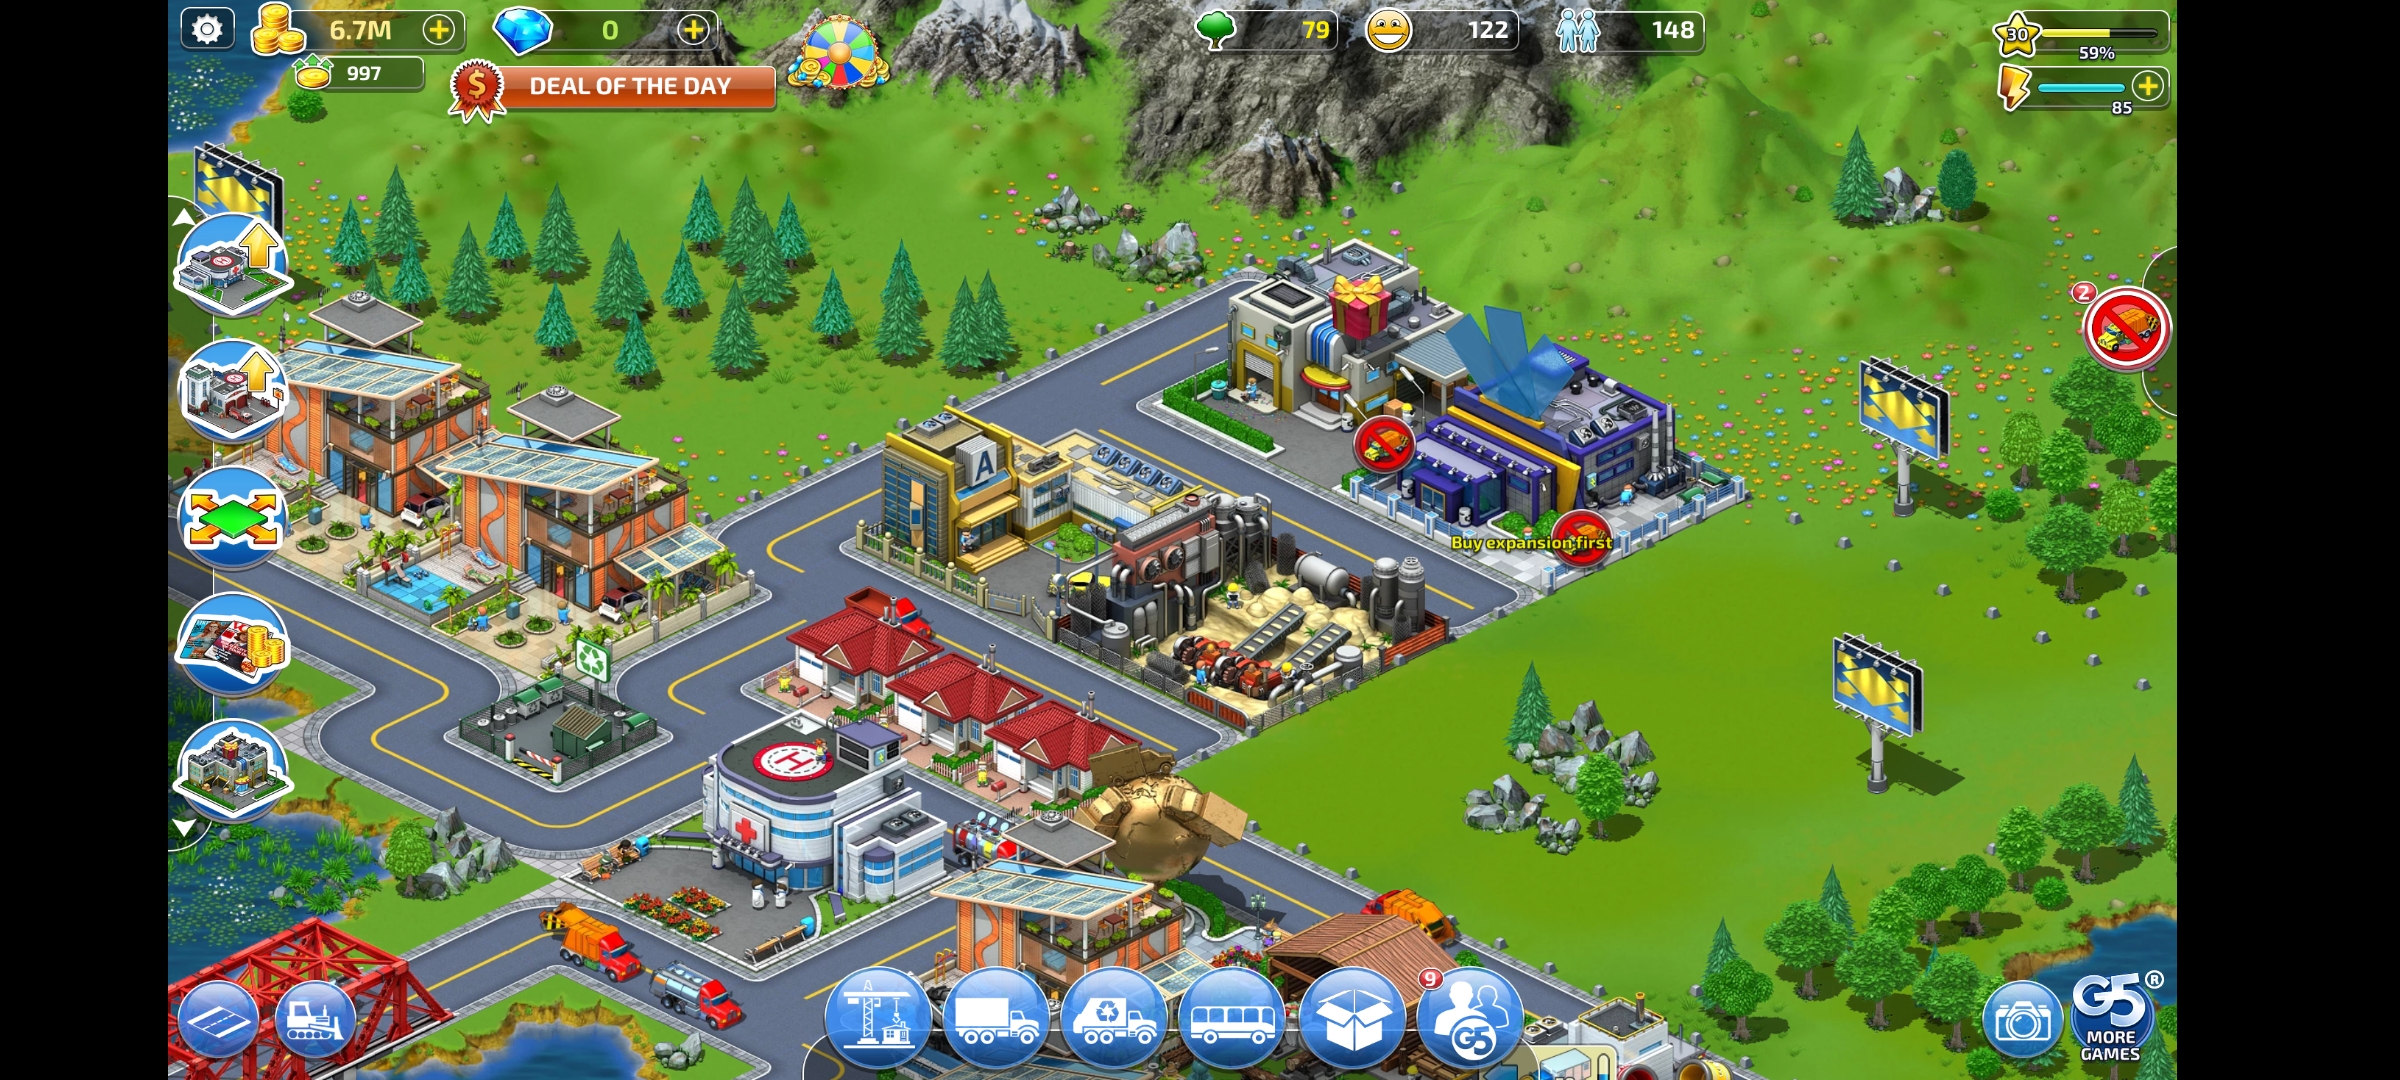 6.7M
0
79
122
148
30
59%
997
DEAL OF THE DAY
85
2
A
Buy expansion first
H
9
A
G5
G5®
MORE
GAMES